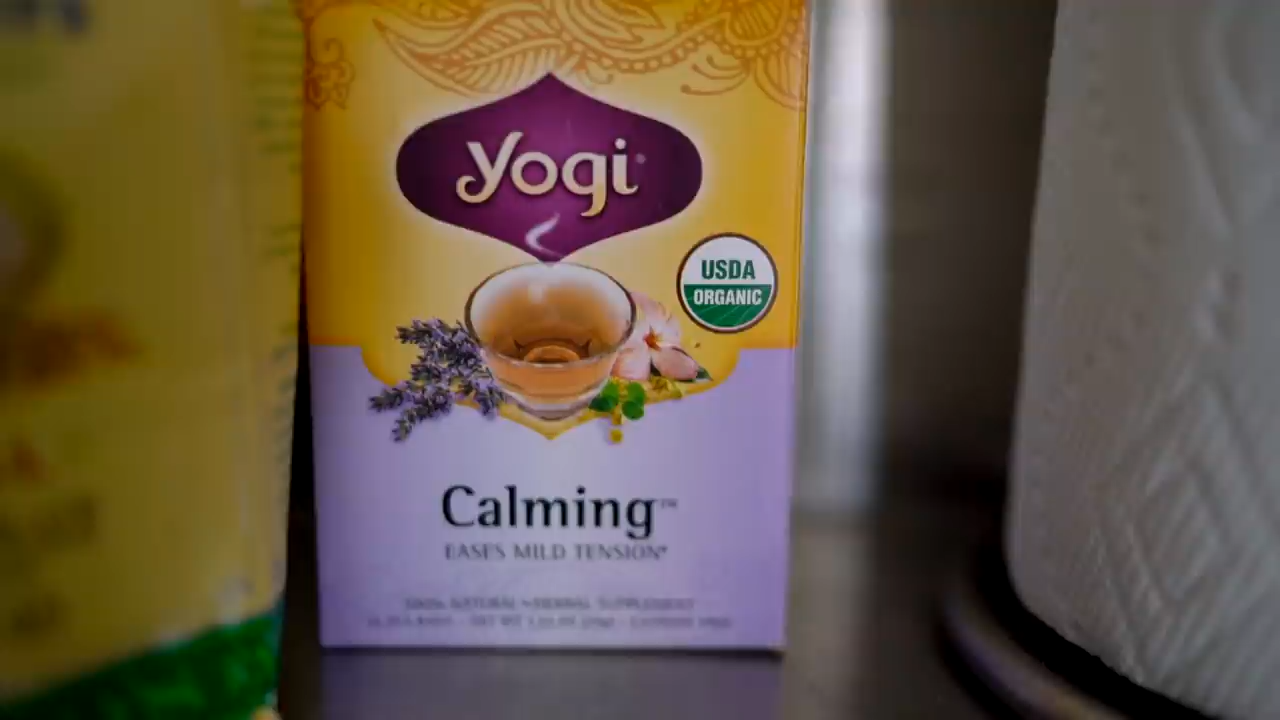 yogi
USDA
ORGANIC
Calming™
EASES MILD TENSION*
100% NATURAL HERBAL SUPPLEMENT